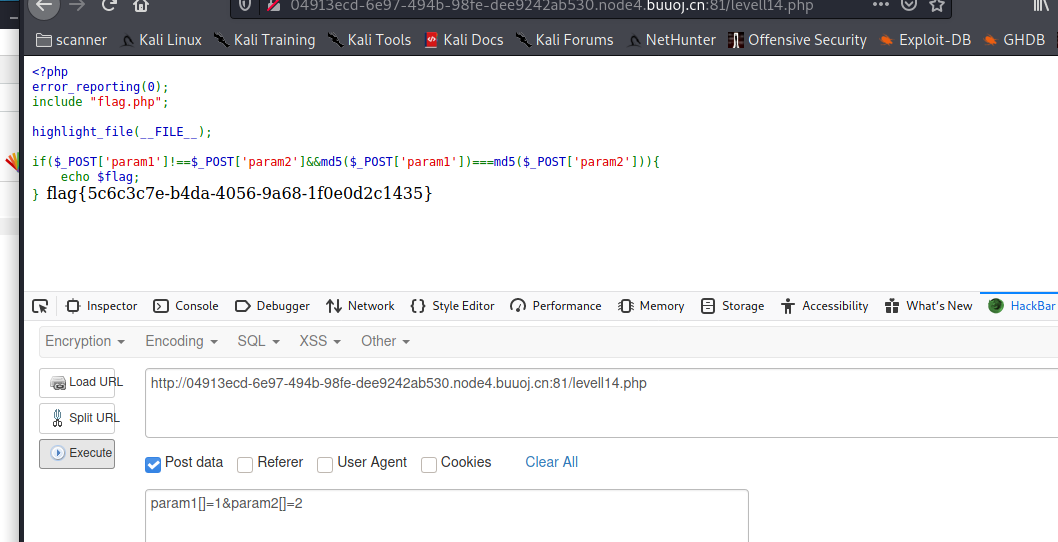 04913ecd-6e97-494b-98fe-dee9242ab530.node4.buuoj.cn:81/levell14.php
scanner Kali Linux Kali Training Kali Tools Kali Docs Kali Forums NetHunter Offensive Security Exploit-DB GHDB
<?php
error_reporting(0);
include "flag.php";
highlight_file(__FILE__);
if($_POST['param1']!==$_POST['param2']&&md5($_POST['param1'])===md5($_POST['param2'])){
echo $flag;
} flag{5c6c3c7e-b4da-4056-9a68-1f0e0d2c1435}
Inspector Console Debugger Network Style Editor Performance Memory Storage Accessibility What's New HackBar
Encryption Encoding SQL XSS Other
Load URL http://04913ecd-6e97-494b-98fe-dee9242ab530.node4.buuoj.cn:81/levell14.php
Split URL
Execute
Post data Referer User Agent Cookies Clear All
param1[]=1&param2[]=2